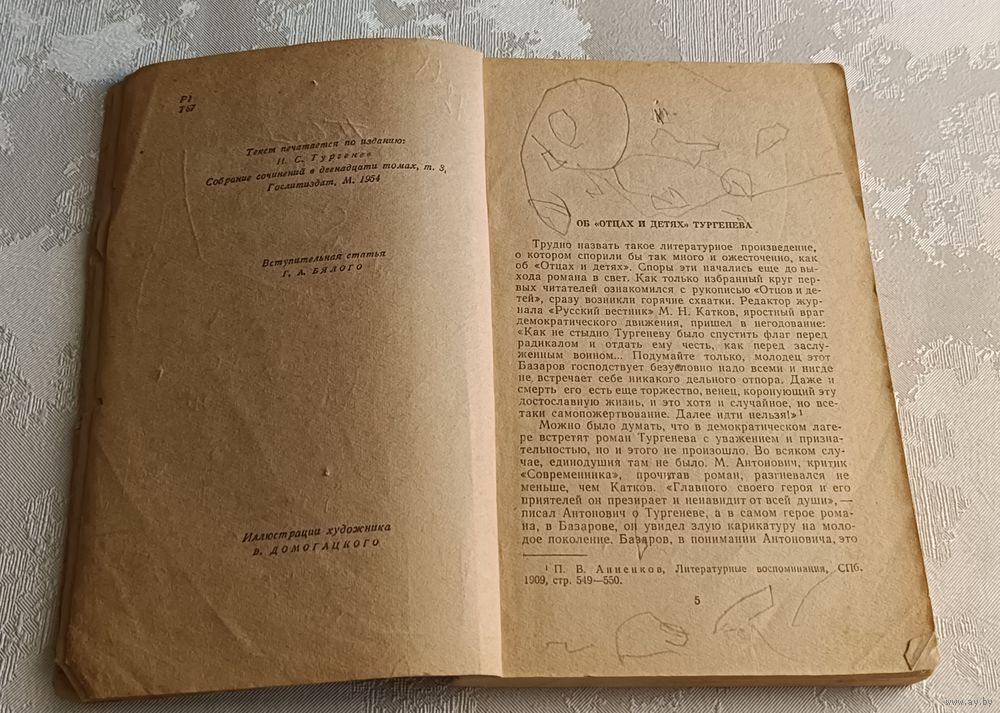 Р1
Т87
Текст печатается по изданию:
И. С. Тургенев
Собрание сочинений в двенадцати томах, т. 3,
Гослитиздат, М. 1954
Вступительная статья
Г. А. БЯЛОГО
Иллюстрации художника
В. ДОМОГАЦКОГО
ОБ «ОТЦАХ И ДЕТЯХ» ТУРГЕНЕВА
Трудно назвать такое литературное произведение,
о котором спорили бы так много и ожесточенно, как
об «Отцах и детях». Споры эти начались еще до вы-
хода романа в свет. Как только избранный круг пер-
вых читателей ознакомился с рукописью «Отцов и де-
тей», сразу возникли горячие схватки. Редактор жур-
нала «Русский вестник» М. Н. Катков, яростный враг
демократического движения, пришел в негодование:
«Как не стыдно Тургеневу было спустить флаг перед
радикалом и отдать ему честь, как перед заслу-
женным воином... Подумайте только, молодец этот
Базаров господствует безусловно надо всеми и нигде
не встречает себе никакого дельного отпора. Даже и
смерть его есть еще торжество, венец, коронующий эту
достославную жизнь, и это хотя и случайное, но все-
таки самопожертвование. Далее идти нельзя!»¹
Можно было думать, что в демократическом лаге-
ре встретят роман Тургенева с уважением и призна-
тельностью, но и этого не произошло. Во всяком слу-
чае, единодушия там не было. М. Антонович, критик
«Современника», прочитав роман, разгневался не
меньше, чем Катков. «Главного своего героя и его
приятелей он презирает и ненавидит от всей души», —
писал Антонович о Тургеневе, а в самом герое рома-
на, в Базарове, он увидел злую карикатуру на моло-
дое поколение. Базаров, в понимании Антоновича, это
¹ П. В. Анненков, Литературные воспоминания, СПб.
1909, стр. 549—550.
5
www.ay.by